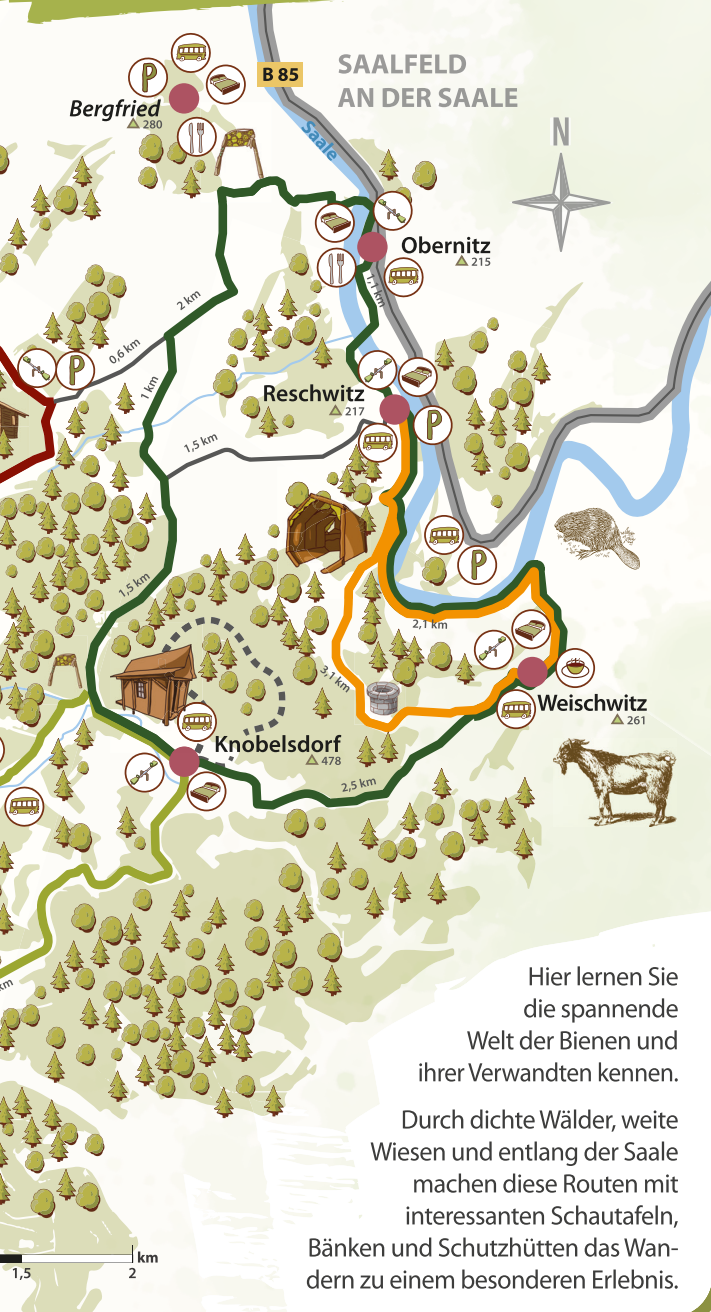 B 85
SAALFELD
AN DER SAALE
P
Bergfried
280
Saale
N
Obernitz
215
1,1 km
2 km
0,6 km
P
1 km
P
Reschwitz
217
P
1,5 km
P
1,5 km
2,1 km
3,1 km
Weischwitz
261
Knobelsdorf
478
2,5 km
km
Hier lernen Sie
die spannende
Welt der Bienen und
ihrer Verwandten kennen.
Durch dichte Wälder, weite
Wiesen und entlang der Saale
machen diese Routen mit
interessanten Schautafeln,
Bänken und Schutzhütten das Wan-
dern zu einem besonderen Erlebnis.
km
1,5 2